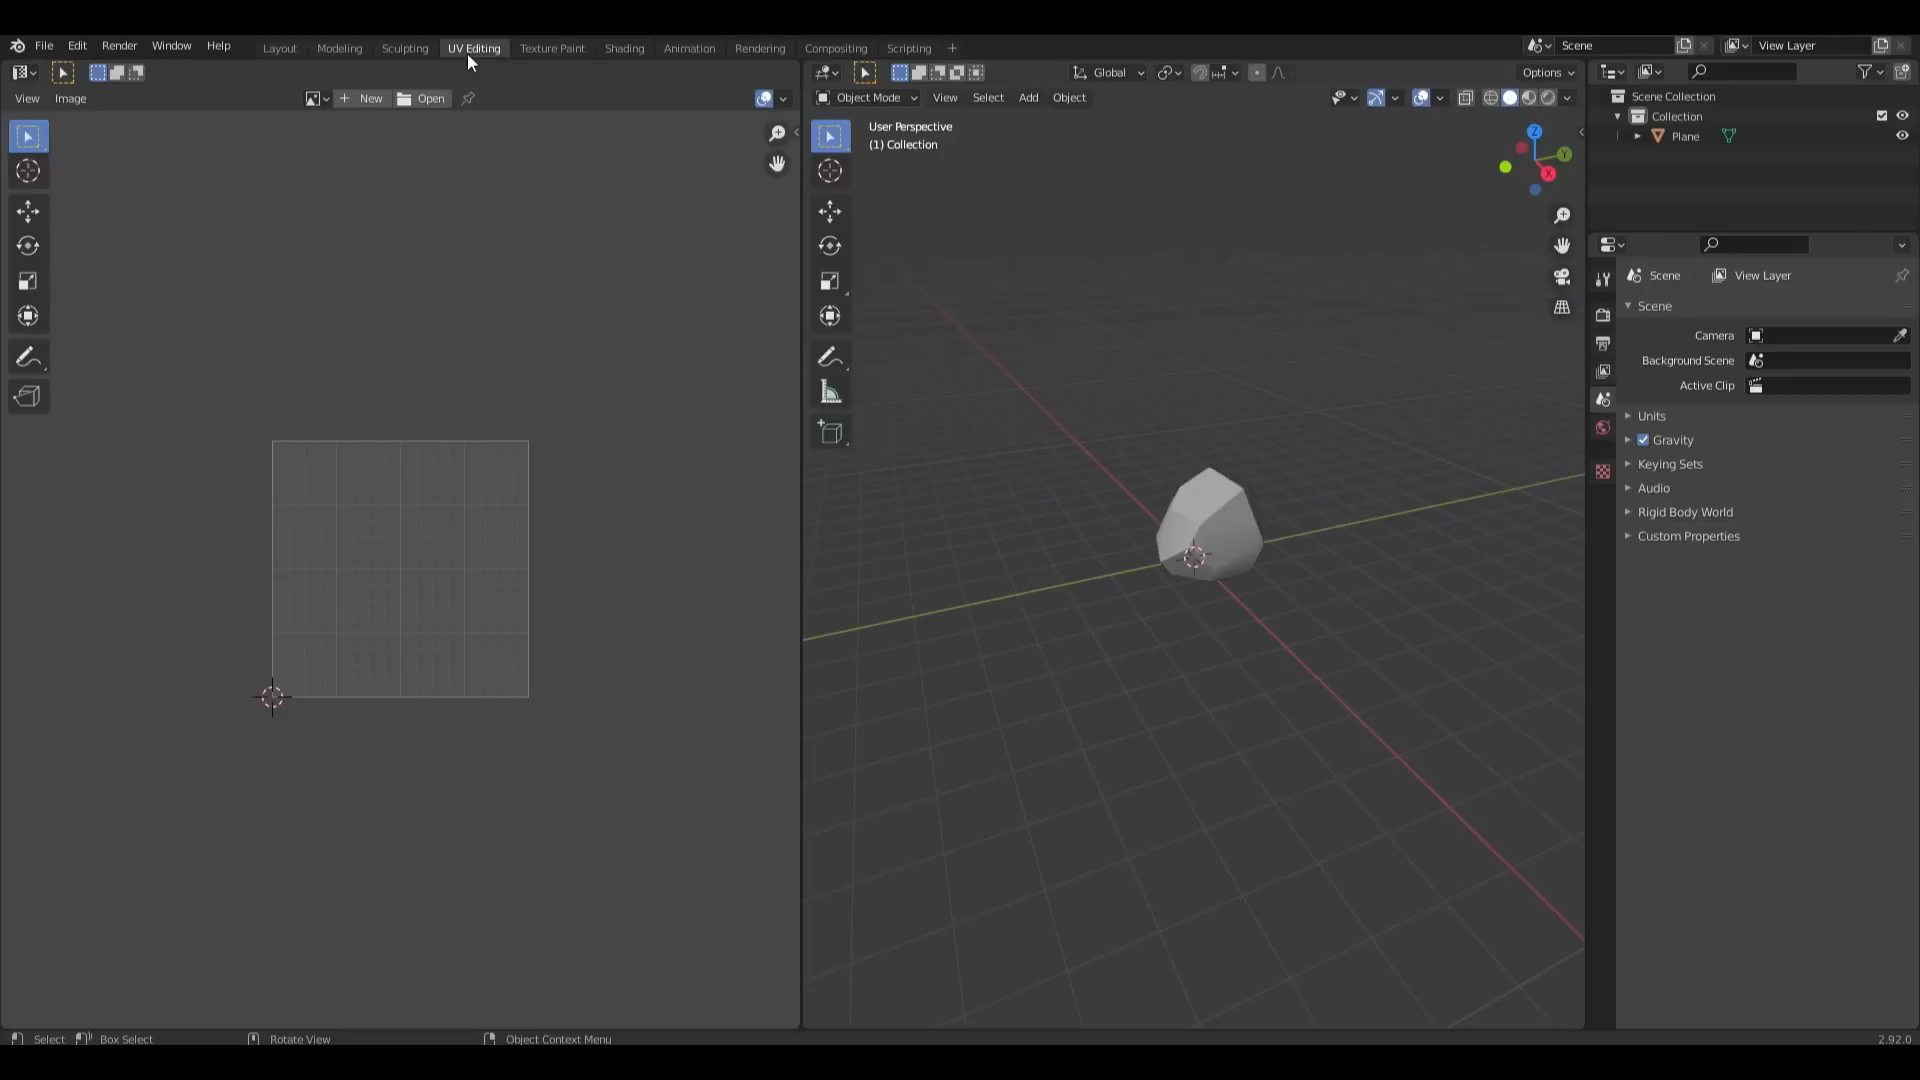 File Edit Render Window Help Layout Modeling Sculpting UV Editing Texture Paint Shading Animation Rendering Compositing Scripting + Scene View Layer
Global Options
View Image + New Open Object Mode View Select Add Object
User Perspective
(1) Collection
Z
Y
X
Scene Collection
Collection
Plane
Scene View Layer
Scene
Camera
Background Scene
Active Clip
Units
Gravity
Keying Sets
Audio
Rigid Body World
Custom Properties
Select Box Select Rotate View Object Context Menu 2.92.0